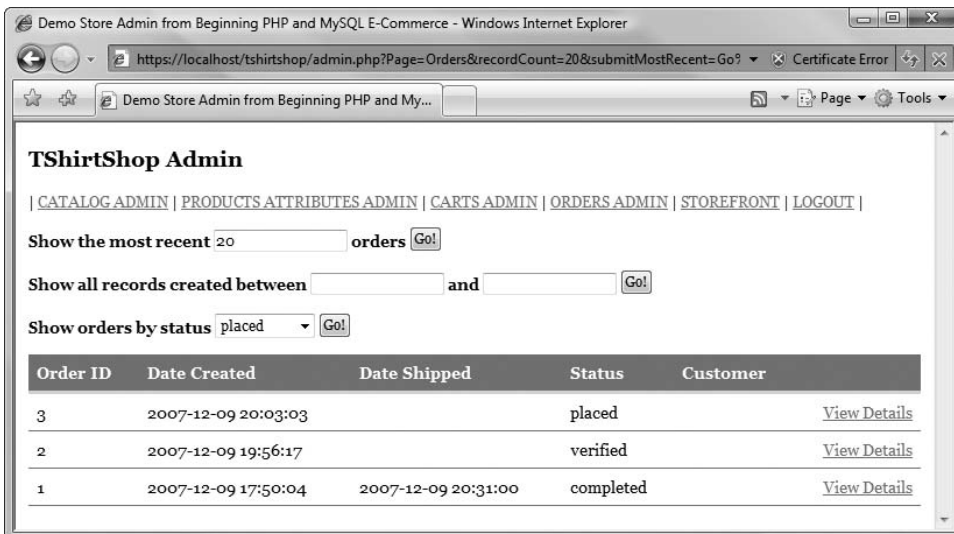 Demo Store Admin from Beginning PHP and MySQL E-Commerce - Windows Internet Explorer
https://localhost/tshirtshop/admin.php?Page=Orders&recordCount=20&submitMostRecent=Go% Certificate Error
Demo Store Admin from Beginning PHP and My... Page Tools
TShirtShop Admin
| CATALOG ADMIN | PRODUCTS ATTRIBUTES ADMIN | CARTS ADMIN | ORDERS ADMIN | STOREFRONT | LOGOUT |
Show the most recent 20 orders Go!
Show all records created between and Go!
Show orders by status placed Go!
Order ID Date Created Date Shipped Status Customer
3 2007-12-09 20:03:03 placed View Details
2 2007-12-09 19:56:17 verified View Details
1 2007-12-09 17:50:04 2007-12-09 20:31:00 completed View Details